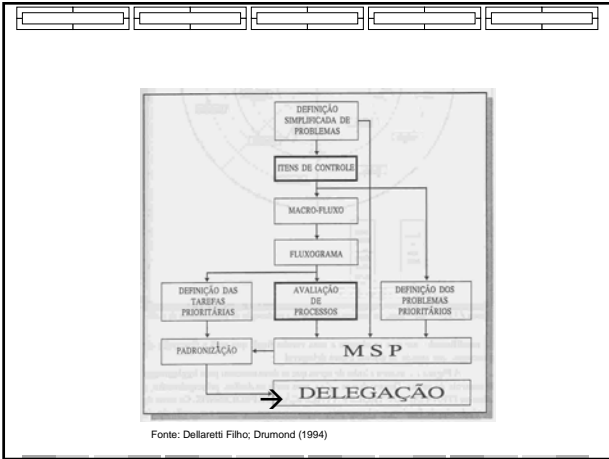 DEFINIÇÃO
SIMPLIFICADA DE
PROBLEMAS
ITENS DE CONTROLE
MACRO-FLUXO
FLUXOGRAMA
DEFINIÇÃO DAS
TAREFAS
PRIORITÁRIAS
AVALIAÇÃO
DE
PROCESSOS
DEFINIÇÃO DOS
PROBLEMAS
PRIORITÁRIOS
PADRONIZAÇÃO
M S P
DELEGAÇÃO
Fonte: Dellaretti Filho; Drumond (1994)